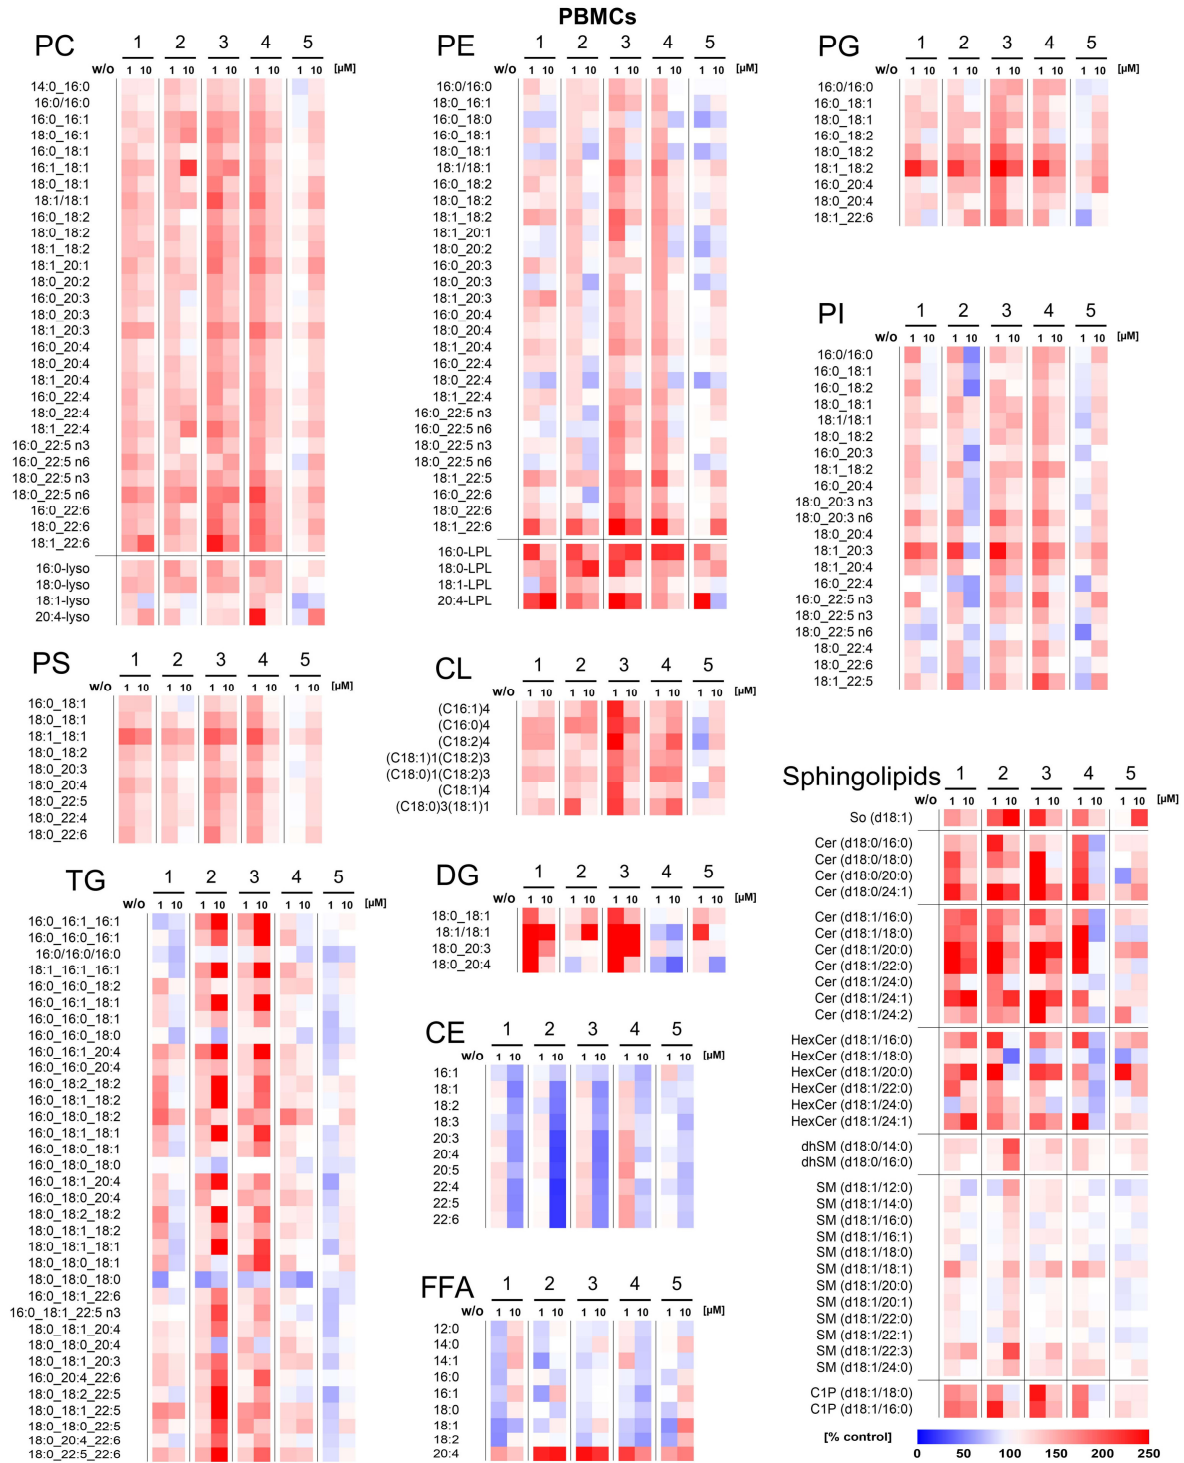 PBMCs
PC
1 2 3 4 5
w/o 1 10 1 10 1 10 1 10 1 10 [µM]
14:0_16:0
16:0/16:0
16:0_16:1
18:0_16:1
16:0_18:1
16:1_18:1
18:0_18:1
18:1/18:1
16:0_18:2
18:0_18:2
18:1_18:2
18:1_20:1
18:0_20:2
16:0_20:3
18:0_20:3
18:1_20:3
16:0_20:4
18:0_20:4
18:1_20:4
16:0_22:4
18:0_22:4
18:1_22:4
16:0_22:5 n3
16:0_22:5 n6
18:0_22:5 n3
18:0_22:5 n6
16:0_22:6
18:0_22:6
18:1_22:6
16:0-lyso
18:0-lyso
18:1-lyso
20:4-lyso
PE
1 2 3 4 5
w/o 1 10 1 10 1 10 1 10 1 10 [µM]
16:0/16:0
18:0_16:1
16:0_18:0
16:0_18:1
18:0_18:1
18:1/18:1
16:0_18:2
18:0_18:2
18:1_18:2
18:1_20:1
18:0_20:2
16:0_20:3
18:0_20:3
18:1_20:3
16:0_20:4
18:0_20:4
18:1_20:4
16:0_22:4
18:0_22:4
18:1_22:4
16:0_22:5 n3
16:0_22:5 n6
18:0_22:5 n3
18:0_22:5 n6
18:1_22:5
16:0_22:6
18:0_22:6
18:1_22:6
16:0-LPL
18:0-LPL
18:1-LPL
20:4-LPL
PG
1 2 3 4 5
w/o 1 10 1 10 1 10 1 10 1 10 [µM]
16:0/16:0
16:0_18:1
18:0_18:1
16:0_18:2
18:0_18:2
18:1_18:2
16:0_20:4
18:0_20:4
18:1_22:6
PI
1 2 3 4 5
w/o 1 10 1 10 1 10 1 10 1 10 [µM]
16:0/16:0
16:0_18:1
16:0_18:2
18:0_18:1
18:1/18:1
18:0_18:2
16:0_20:3
18:1_18:2
16:0_20:4
18:0_20:3 n3
18:0_20:3 n6
18:0_20:4
18:1_20:3
18:1_20:4
16:0_22:4
16:0_22:5 n3
18:0_22:5 n3
18:0_22:5 n6
18:0_22:4
18:0_22:6
18:1_22:5
PS
1 2 3 4 5
w/o 1 10 1 10 1 10 1 10 1 10 [µM]
16:0_18:1
18:0_18:1
18:1_18:1
18:0_18:2
18:0_20:3
18:0_20:4
18:0_22:5
18:0_22:4
18:0_22:6
CL
1 2 3 4 5
w/o 1 10 1 10 1 10 1 10 1 10 [µM]
(C16:1)4
(C16:0)4
(C18:2)4
(C18:1)1(C18:2)3
(C18:0)1(C18:2)3
(C18:1)4
(C18:0)3(18:1)1
TG
1 2 3 4 5
w/o 1 10 1 10 1 10 1 10 1 10 [µM]
16:0_16:1_16:1
16:0_16:0_16:1
16:0/16:0/16:0
18:1_16:1_16:1
16:0_16:0_18:2
16:0_16:1_18:1
16:0_16:0_18:1
16:0_16:0_18:0
16:0_16:1_20:4
16:0_16:0_20:4
16:0_18:2_18:2
16:0_18:1_18:2
16:0_18:0_18:2
16:0_18:1_18:1
16:0_18:0_18:1
16:0_18:0_18:0
16:0_18:1_20:4
16:0_18:0_20:4
18:0_18:2_18:2
18:0_18:1_18:2
18:0_18:1_18:1
18:0_18:0_18:1
18:0_18:0_18:0
16:0_18:1_22:6
16:0_18:1_22:5 n3
18:0_18:1_20:4
18:0_18:0_20:4
18:0_18:1_20:3
16:0_20:4_22:6
18:0_18:2_22:5
18:0_18:1_22:5
18:0_18:0_22:5
18:0_20:4_22:6
18:0_22:5_22:6
DG
1 2 3 4 5
w/o 1 10 1 10 1 10 1 10 1 10 [µM]
18:0_18:1
18:1/18:1
18:0_20:3
18:0_20:4
CE
1 2 3 4 5
w/o 1 10 1 10 1 10 1 10 1 10 [µM]
16:1
18:1
18:2
18:3
20:3
20:4
20:5
22:4
22:5
22:6
FFA
1 2 3 4 5
w/o 1 10 1 10 1 10 1 10 1 10 [µM]
12:0
14:0
14:1
16:0
16:1
18:0
18:1
18:2
20:4
Sphingolipids
1 2 3 4 5
w/o 1 10 1 10 1 10 1 10 1 10 [µM]
So (d18:1)
Cer (d18:0/16:0)
Cer (d18:0/18:0)
Cer (d18:0/20:0)
Cer (d18:0/24:1)
Cer (d18:1/16:0)
Cer (d18:1/18:0)
Cer (d18:1/20:0)
Cer (d18:1/22:0)
Cer (d18:1/24:0)
Cer (d18:1/24:1)
Cer (d18:1/24:2)
HexCer (d18:1/16:0)
HexCer (d18:1/18:0)
HexCer (d18:1/20:0)
HexCer (d18:1/22:0)
HexCer (d18:1/24:0)
HexCer (d18:1/24:1)
dhSM (d18:0/14:0)
dhSM (d18:0/16:0)
SM (d18:1/12:0)
SM (d18:1/14:0)
SM (d18:1/16:0)
SM (d18:1/16:1)
SM (d18:1/18:0)
SM (d18:1/18:1)
SM (d18:1/20:0)
SM (d18:1/20:1)
SM (d18:1/22:0)
SM (d18:1/22:1)
SM (d18:1/22:3)
SM (d18:1/24:0)
C1P (d18:1/18:0)
C1P (d18:1/16:0)
[% control]
0 50 100 150 200 250